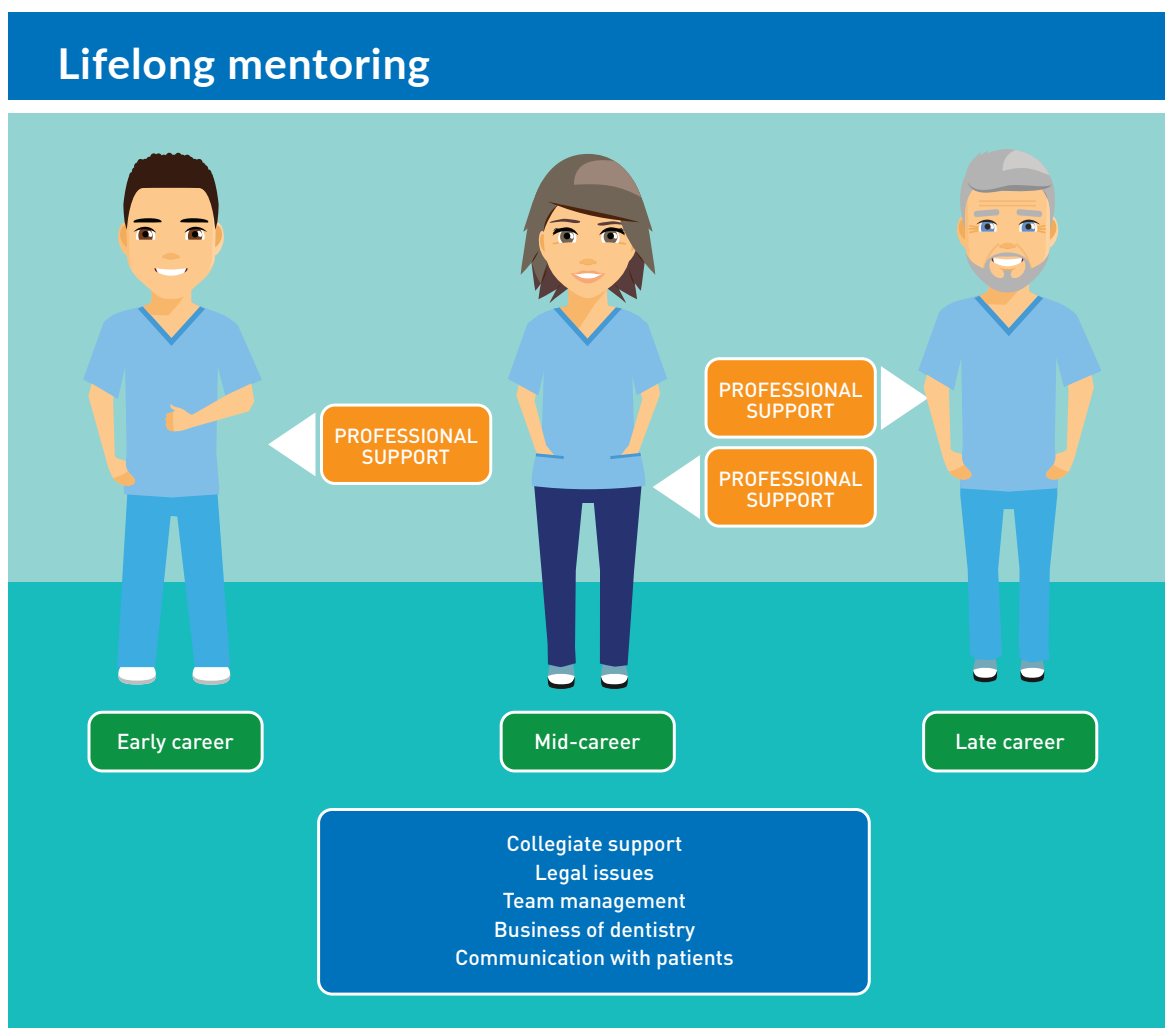 Lifelong mentoring
PROFESSIONAL
SUPPORT
PROFESSIONAL
SUPPORT
PROFESSIONAL
SUPPORT
Early career
Mid-career
Late career
Collegiate support
Legal issues
Team management
Business of dentistry
Communication with patients